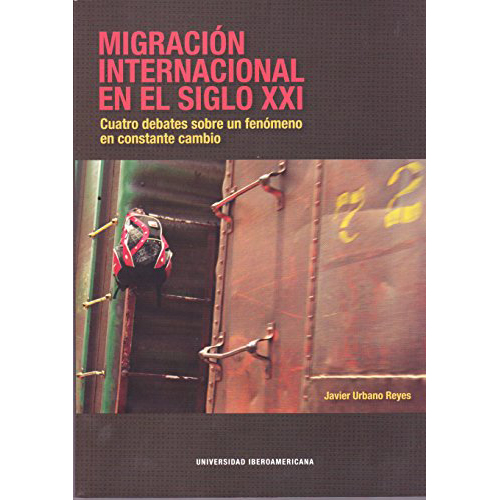 MIGRACIÓN
INTERNACIONAL
EN EL SIGLO XXI
Cuatro debates sobre un fenómeno
en constante cambio
72
Javier Urbano Reyes
UNIVERSIDAD IBEROAMERICANA